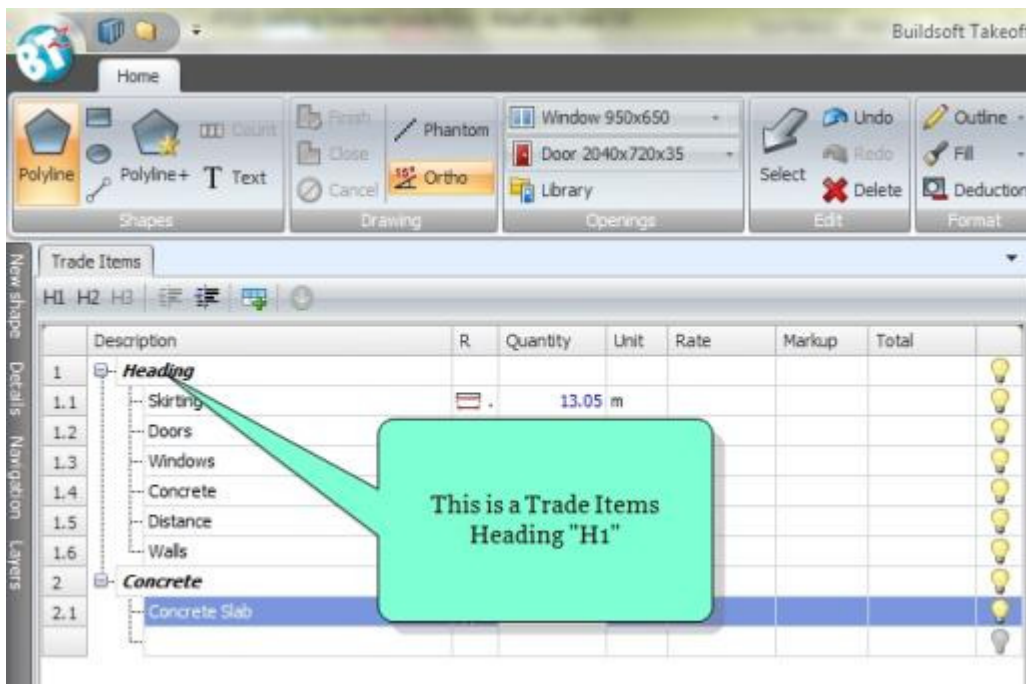 BT
Buildsoft Takeoff
Home
Polyline
Polyline+
Count
Text
Shapes
Finish
Close
Cancel
Phantom
15° Ortho
Drawing
Window 950x650
Door 2040x720x35
Library
Openings
Select
Undo
Redo
Delete
Edit
Outline
Fill
Deduction
Format
New shape Details Navigation Layers
Trade Items
H1 H2 H3
Description R Quantity Unit Rate Markup Total
1 Heading
1.1 Skirting 13.05 m
1.2 Doors
1.3 Windows
1.4 Concrete
1.5 Distance
1.6 Walls
2 Concrete
2.1 Concrete Slab
This is a Trade Items
Heading "H1"